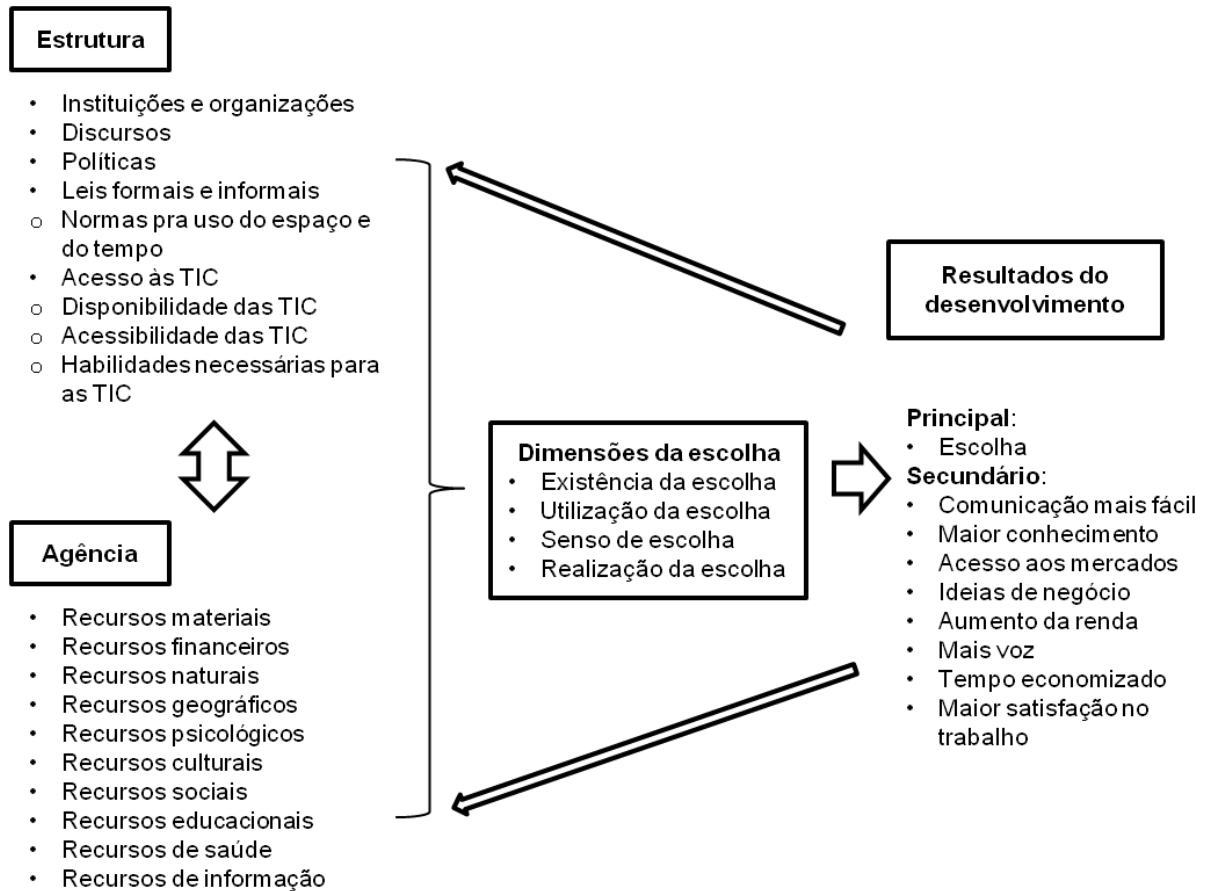 Estrutura
• Instituições e organizações
• Discursos
• Políticas
• Leis formais e informais
o Normas pra uso do espaço e
do tempo
• Acesso às TIC
o Disponibilidade das TIC
o Acessibilidade das TIC
o Habilidades necessárias para
as TIC
Agência
• Recursos materiais
• Recursos financeiros
• Recursos naturais
• Recursos geográficos
• Recursos psicológicos
• Recursos culturais
• Recursos sociais
• Recursos educacionais
• Recursos de saúde
• Recursos de informação
Dimensões da escolha
• Existência da escolha
• Utilização da escolha
• Senso de escolha
• Realização da escolha
Resultados do
desenvolvimento
Principal:
• Escolha
Secundário:
• Comunicação mais fácil
• Maior conhecimento
• Acesso aos mercados
• Ideias de negócio
• Aumento da renda
• Mais voz
• Tempo economizado
• Maior satisfação no
trabalho